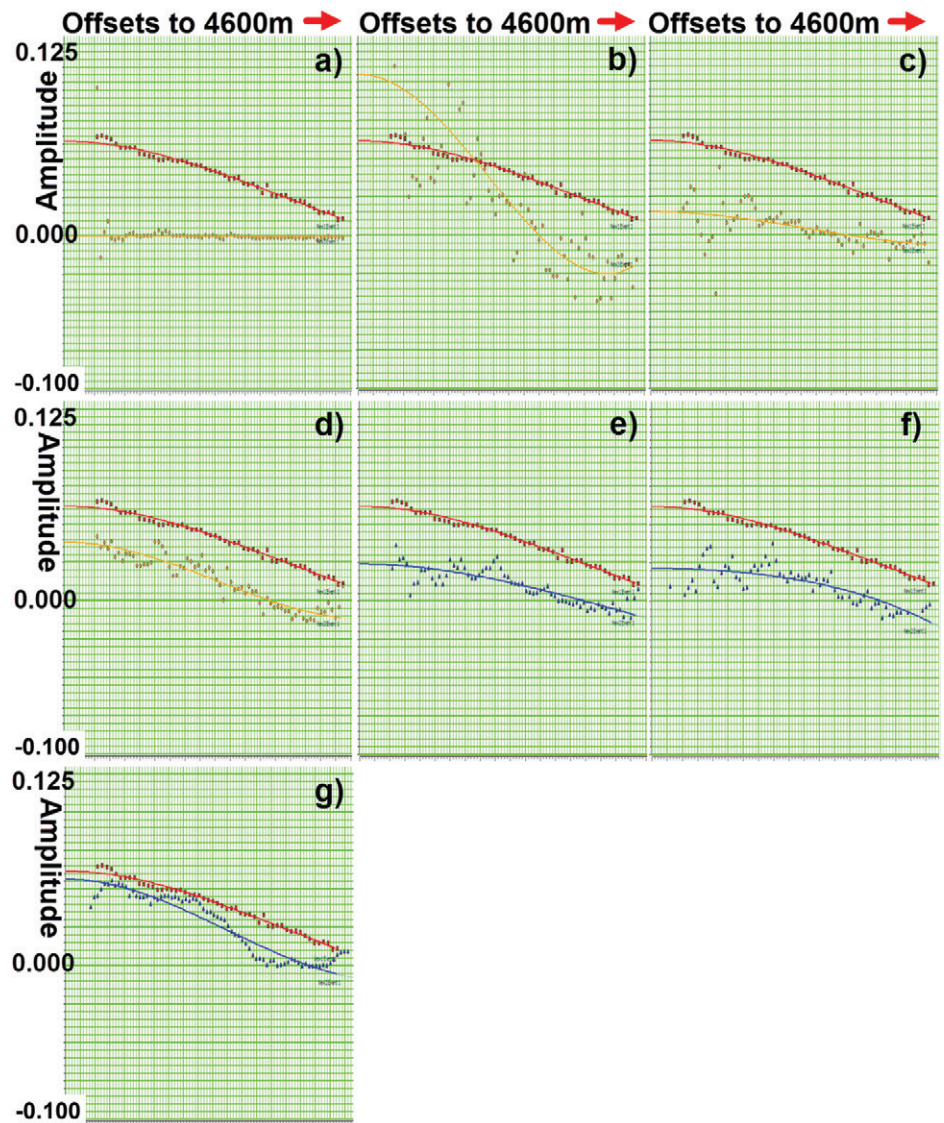 Offsets to 4600m Offsets to 4600m Offsets to 4600m
0.125 a) b) c)
Amplitude
0.000
-0.100
0.125 d) e) f)
Amplitude
0.000
-0.100
0.125 g)
Amplitude
0.000
-0.100